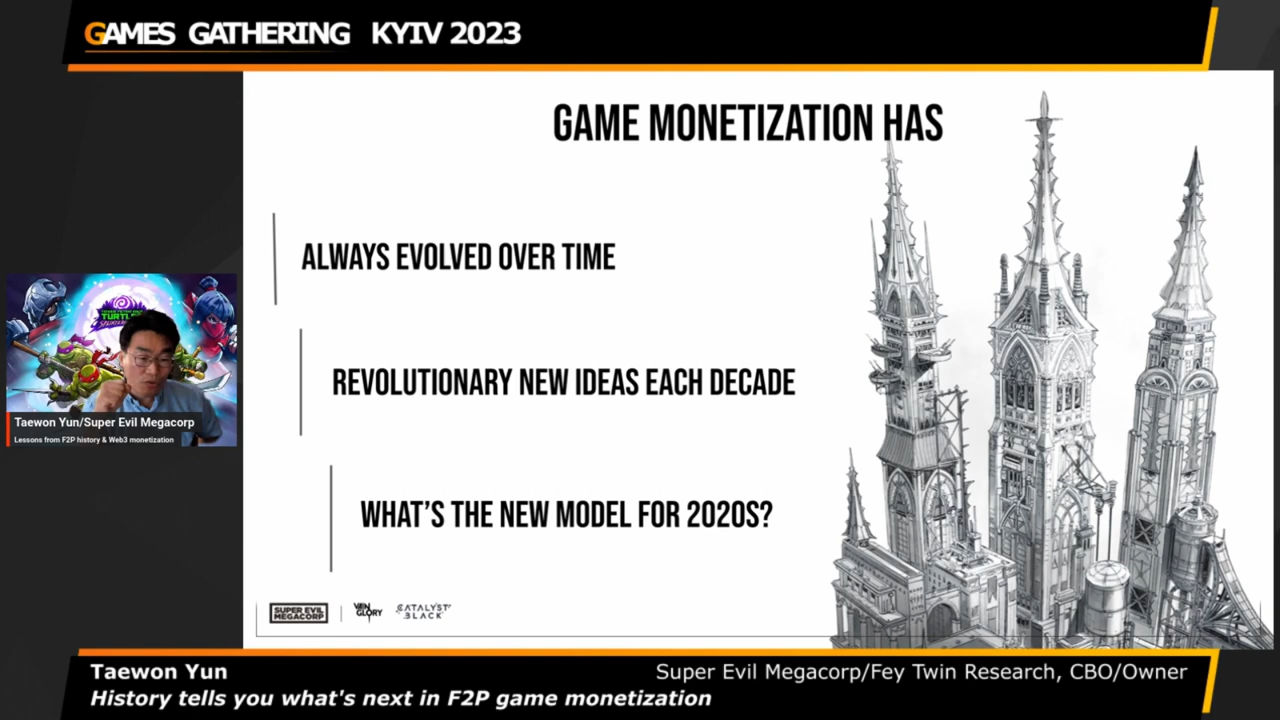 GAMES GATHERING KYIV 2023
GAME MONETIZATION HAS
ALWAYS EVOLVED OVER TIME
REVOLUTIONARY NEW IDEAS EACH DECADE
WHAT'S THE NEW MODEL FOR 2020S?
SUPER EVIL
MEGACORP
VAIN
GLORY
CATALYST
BLACK
Taewon Yun/Super Evil Megacorp
Lessons from F2P history & Web3 monetization
Taewon Yun
Super Evil Megacorp/Fey Twin Research, CBO/Owner
History tells you what's next in F2P game monetization